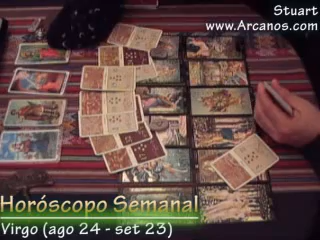 Stuart
www.Arcanos.com
Horóscopo Semanal
Virgo (ago 24 - set 23)